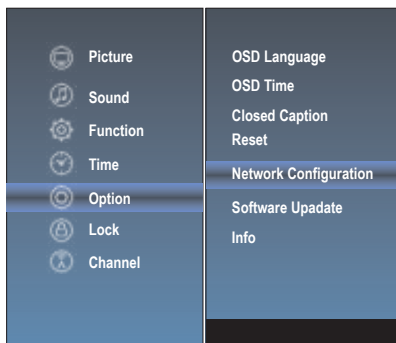 Picture
Sound
Function
Time
Option
Lock
Channel
OSD Language
OSD Time
Closed Caption
Reset
Network Configuration
Software Upadate
Info